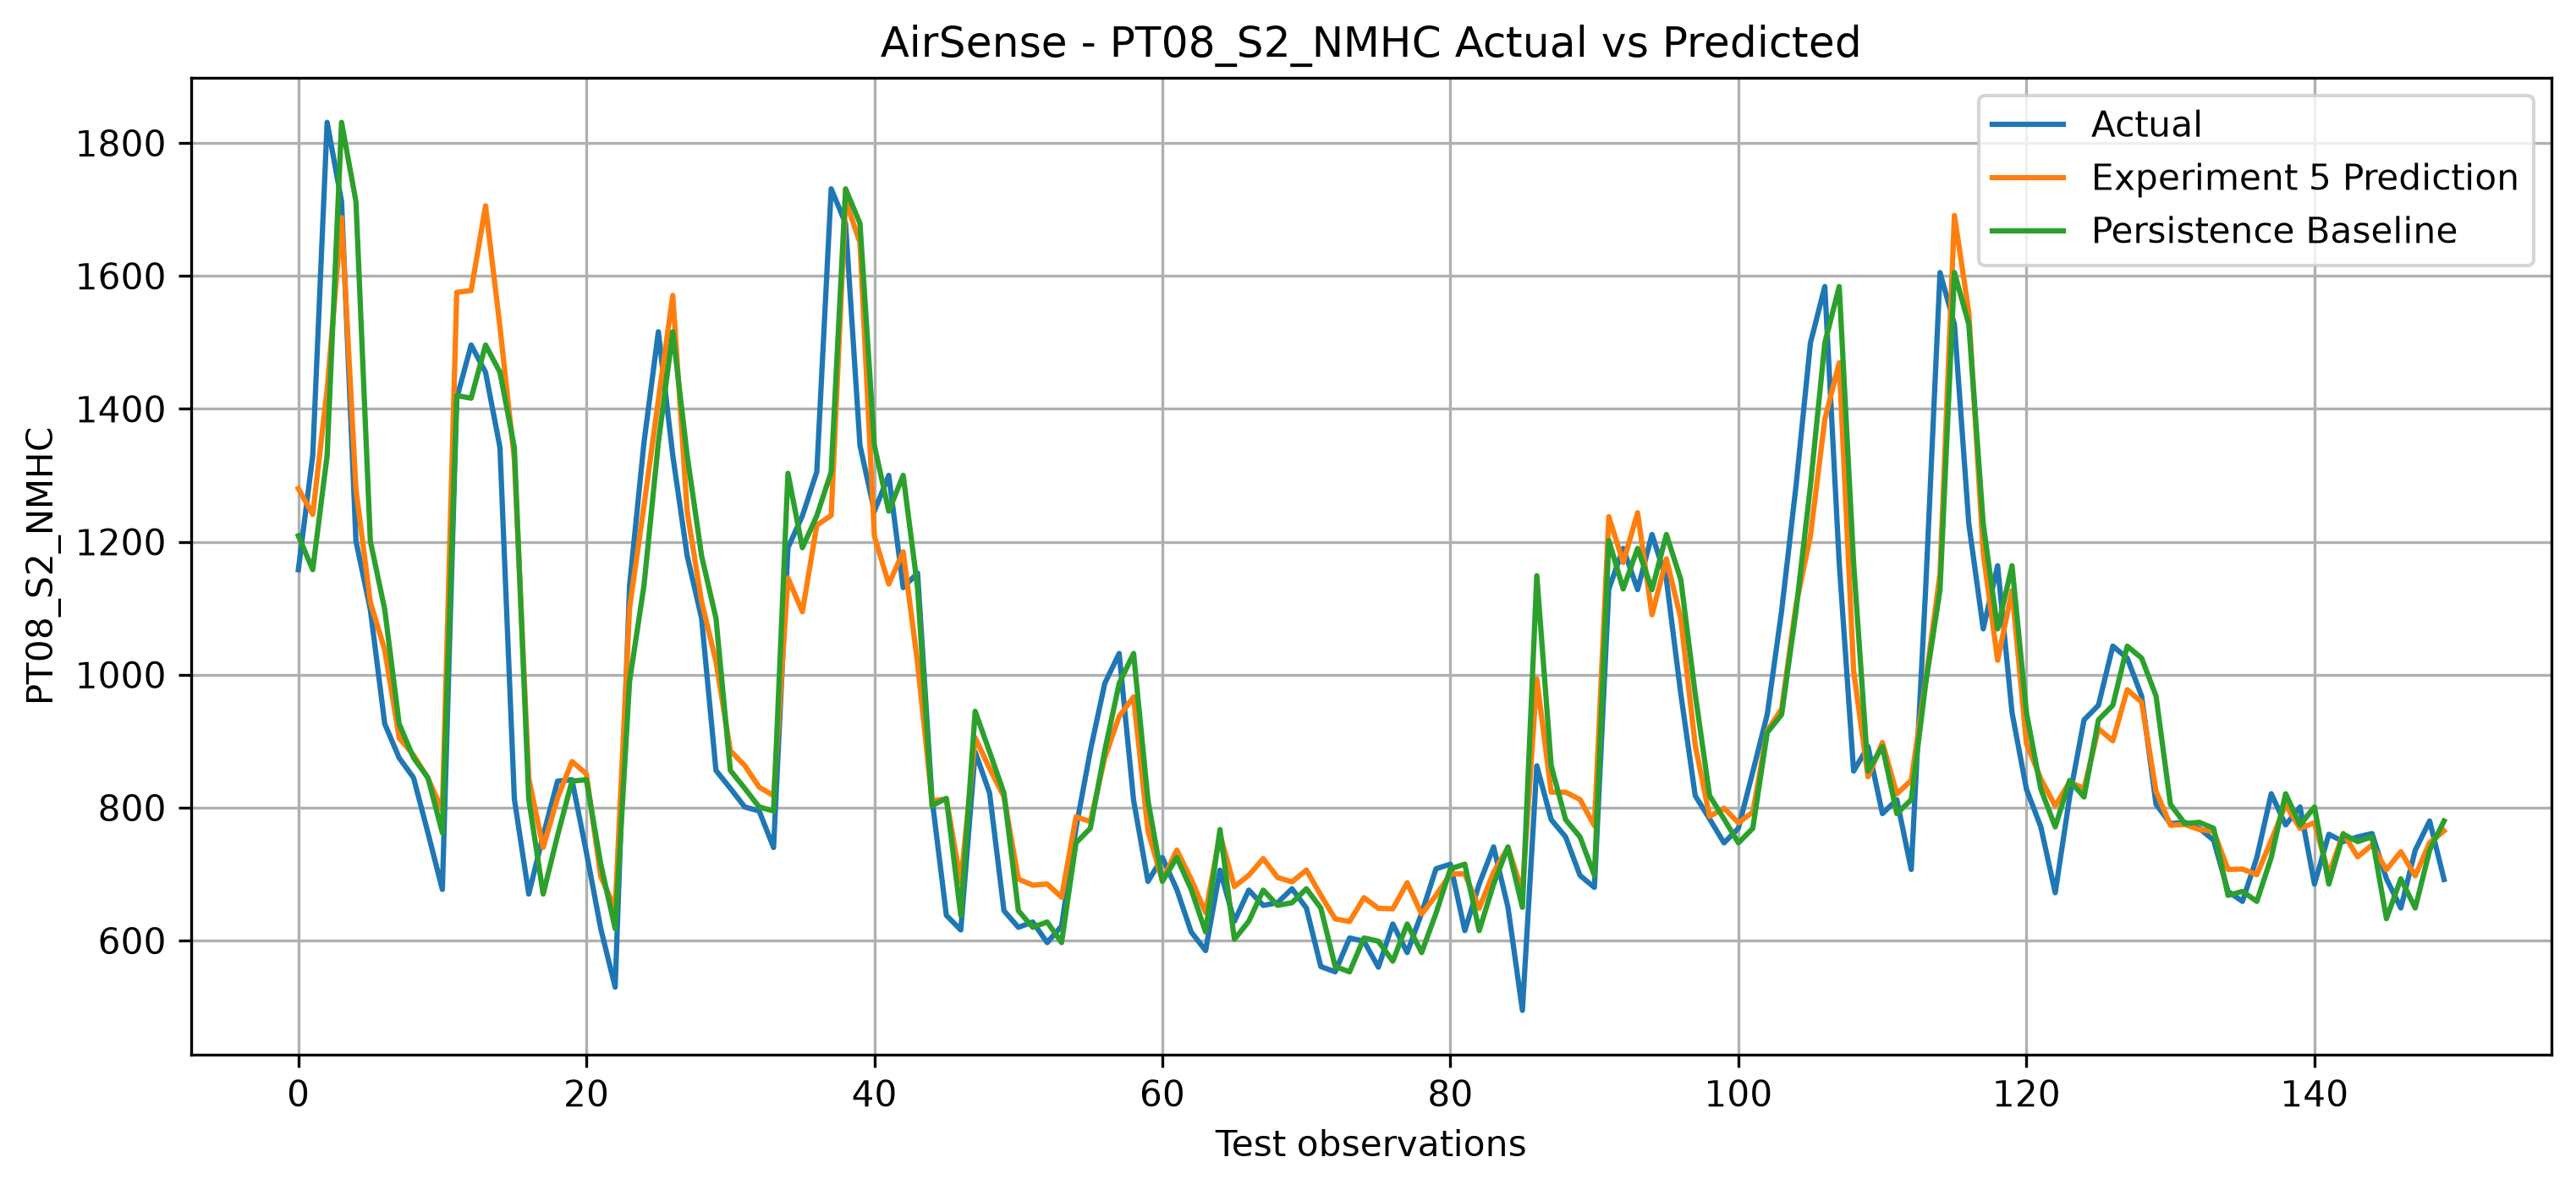 AirSense - PT08_S2_NMHC Actual vs Predicted
Actual
Experiment 5 Prediction
Persistence Baseline
PT08_S2_NMHC
1800
1600
1400
1200
1000
800
600
0 20 40 60 80 100 120 140
Test observations